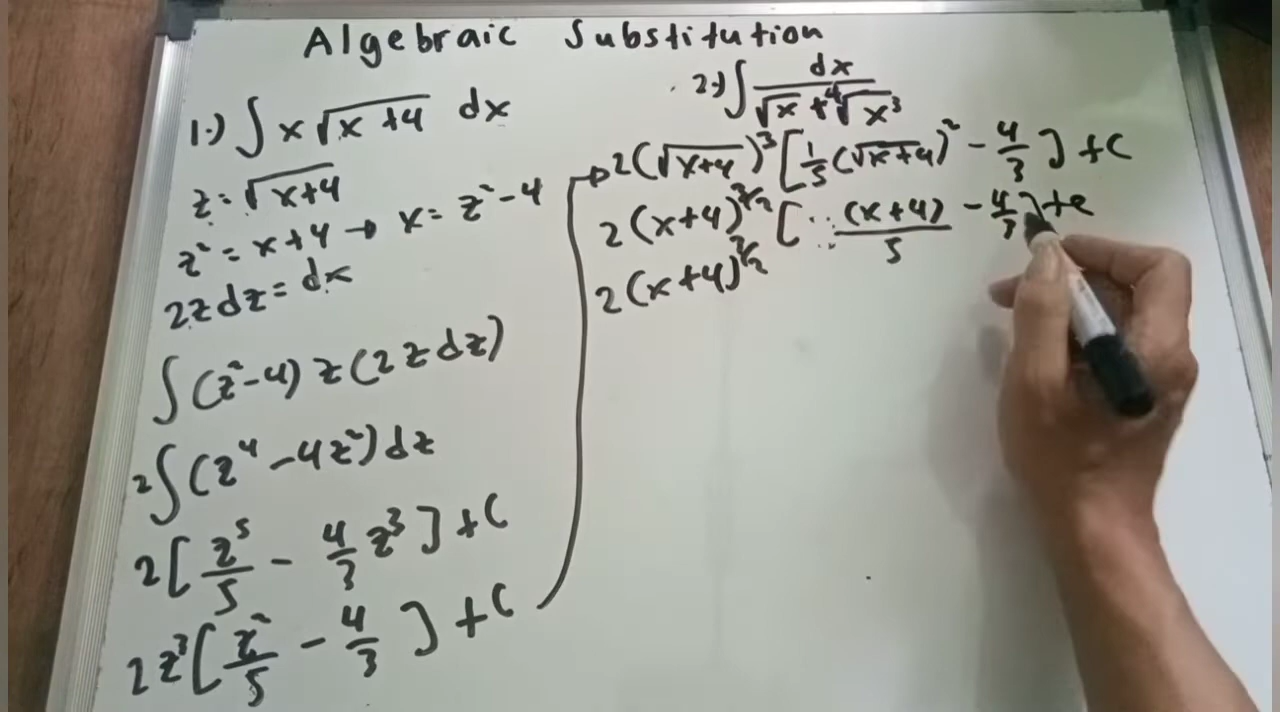 Algebraic Substitution
1.) ∫ x √(x+4) dx
z = √(x+4)
z² = x+4 → x = z²-4
2z dz = dx
∫ (z²-4) z (2z dz)
2∫ (z⁴ - 4z²) dz
2[z⁵/5 - 4/3 z³] + C
2z³[z²/5 - 4/3] + C
2.) ∫ dx/(√x + ⁴√x³)
2(√(x+4))³ [1/5 (√(x+4))² - 4/3] + C
2(x+4)^(3/2) [(x+4)/5 - 4/3] + C
2(x+4)^(3/2)